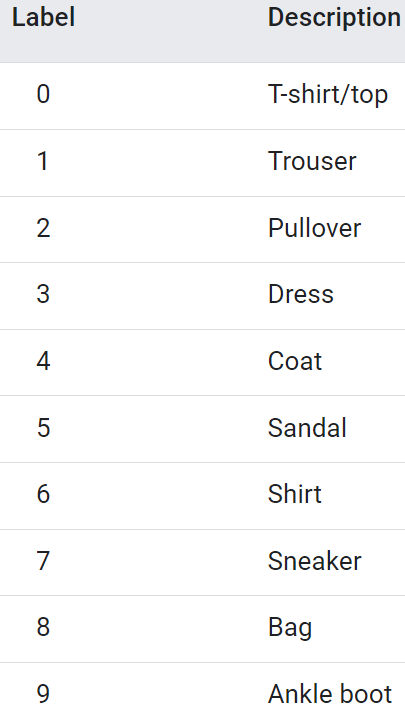 Label Description
0 T-shirt/top
1 Trouser
2 Pullover
3 Dress
4 Coat
5 Sandal
6 Shirt
7 Sneaker
8 Bag
9 Ankle boot